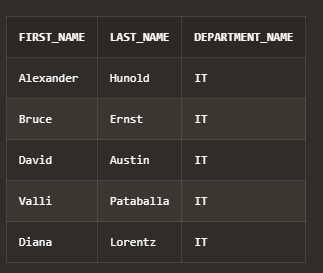 FIRST_NAME LAST_NAME DEPARTMENT_NAME
Alexander Hunold IT
Bruce Ernst IT
David Austin IT
Valli Pataballa IT
Diana Lorentz IT